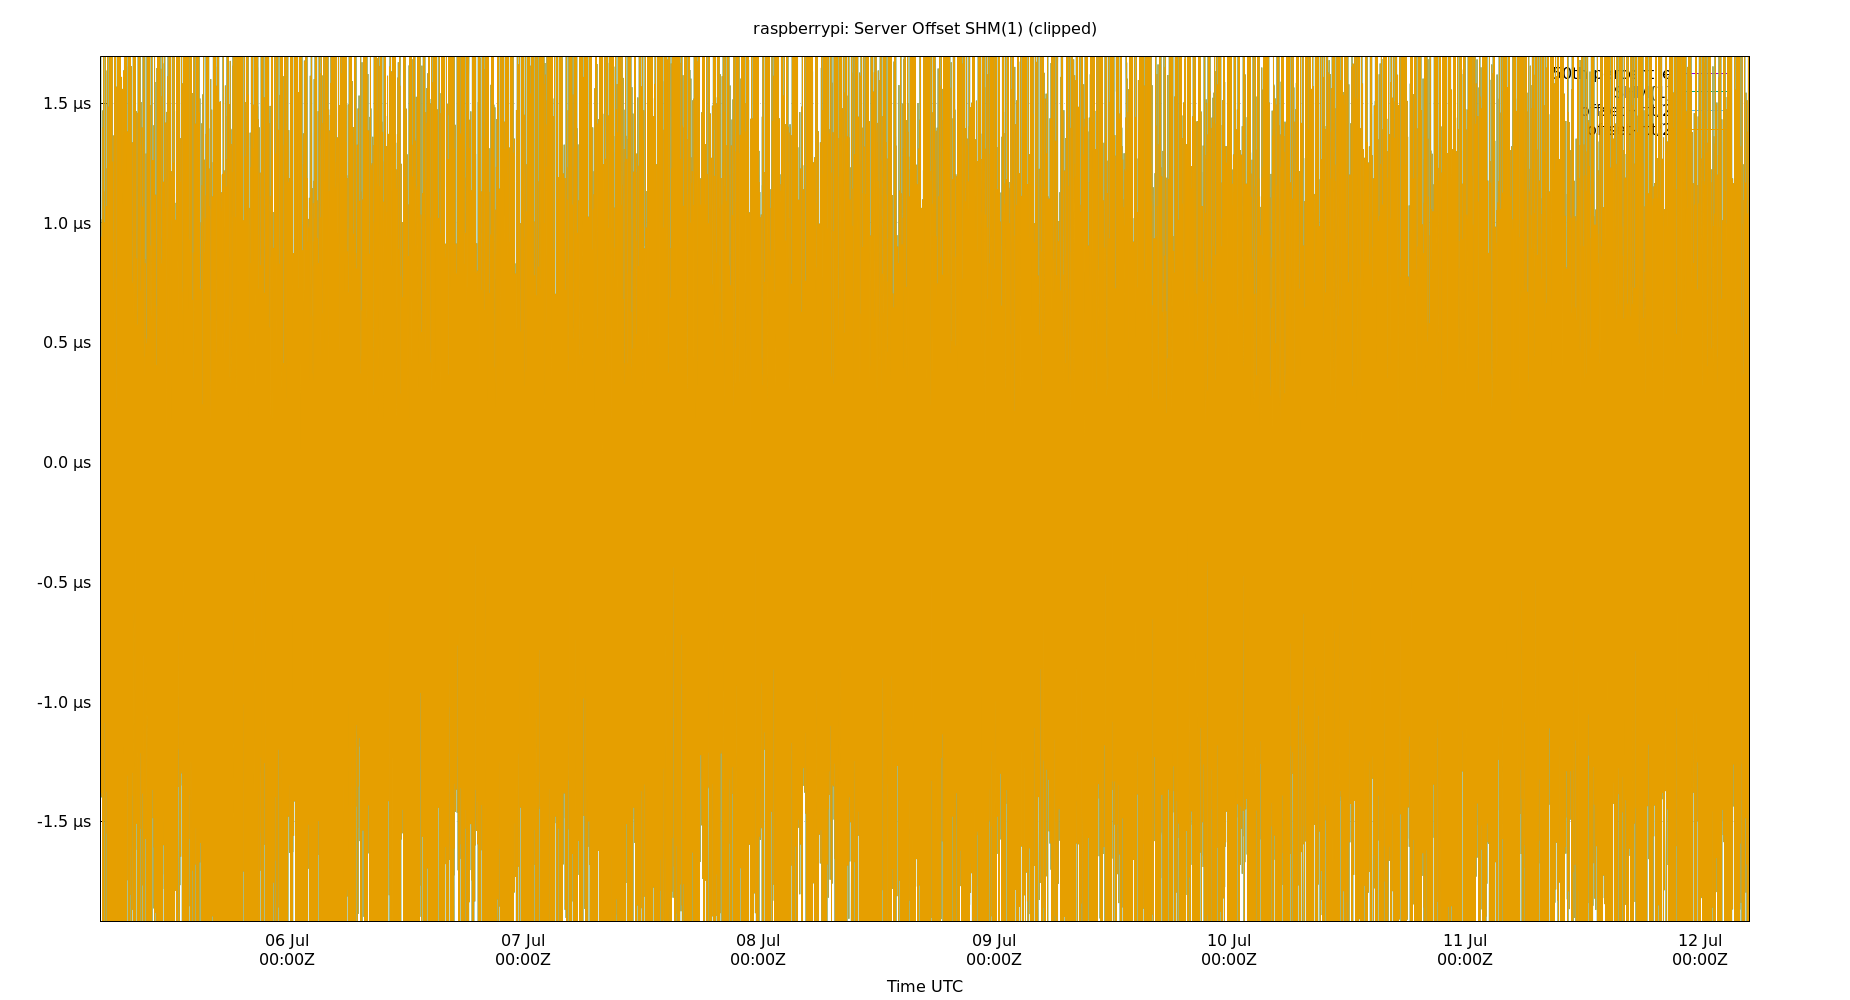 raspberrypi: Server Offset SHM(1) (clipped)
1.5 µs
1.0 µs
0.5 µs
0.0 µs
-0.5 µs
-1.0 µs
-1.5 µs
06 Jul 07 Jul 08 Jul 09 Jul 10 Jul 11 Jul 12 Jul
00:00Z 00:00Z 00:00Z 00:00Z 00:00Z 00:00Z 00:00Z
Time UTC